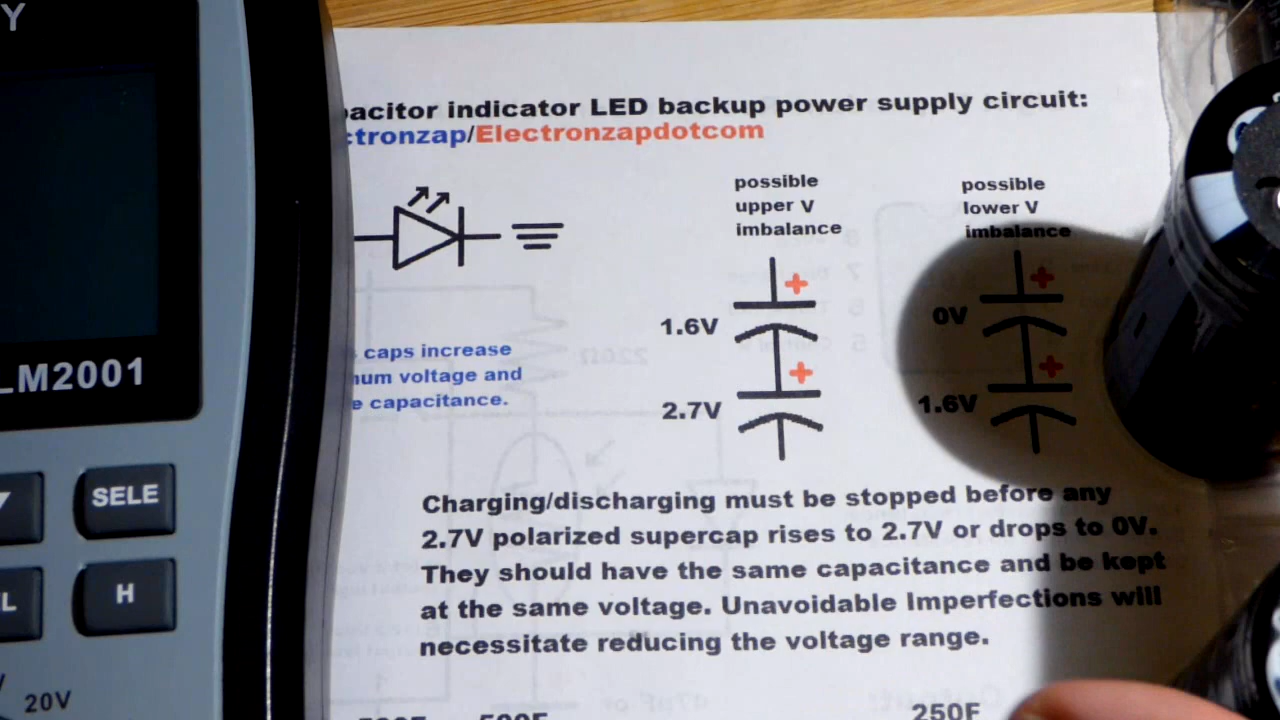 Y
acitor indicator LED backup power supply circuit:
ctronzap/Electronzapdotcom
possible
upper V
imbalance
possible
lower V
imbalance
+
+
1.6V
0V
+
+
2.7V
1.6V
caps increase
num voltage and
e capacitance.
LM2001
SELE
H
L
20V
Charging/discharging must be stopped before any
2.7V polarized supercap rises to 2.7V or drops to 0V.
They should have the same capacitance and be kept
at the same voltage. Unavoidable Imperfections will
necessitate reducing the voltage range.
500F
250F